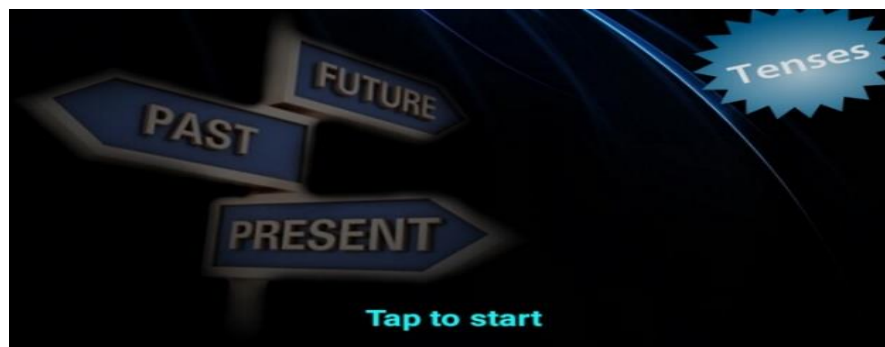 Tenses
FUTURE
PAST
PRESENT
Tap to start